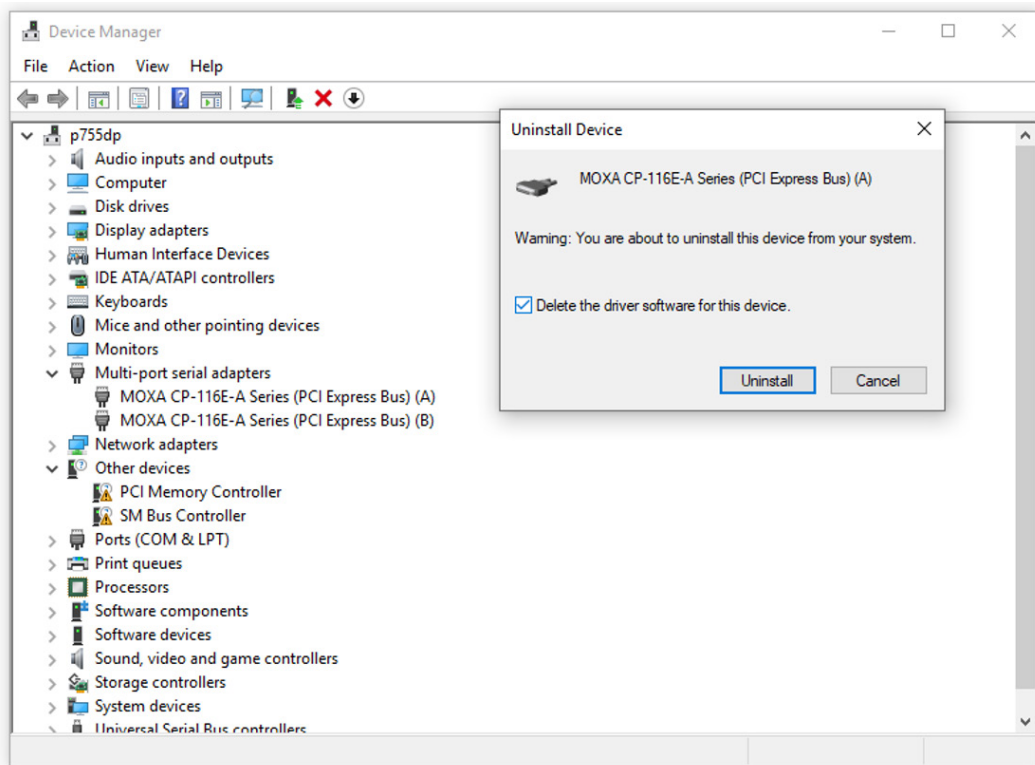 Device Manager
File Action View Help
p755dp
Audio inputs and outputs
Computer
Disk drives
Display adapters
Human Interface Devices
IDE ATA/ATAPI controllers
Keyboards
Mice and other pointing devices
Monitors
Multi-port serial adapters
MOXA CP-116E-A Series (PCI Express Bus) (A)
MOXA CP-116E-A Series (PCI Express Bus) (B)
Network adapters
Other devices
PCI Memory Controller
SM Bus Controller
Ports (COM & LPT)
Print queues
Processors
Software components
Software devices
Sound, video and game controllers
Storage controllers
System devices
Universal Serial Bus controllers
Uninstall Device
MOXA CP-116E-A Series (PCI Express Bus) (A)
Warning: You are about to uninstall this device from your system.
Delete the driver software for this device.
Uninstall Cancel